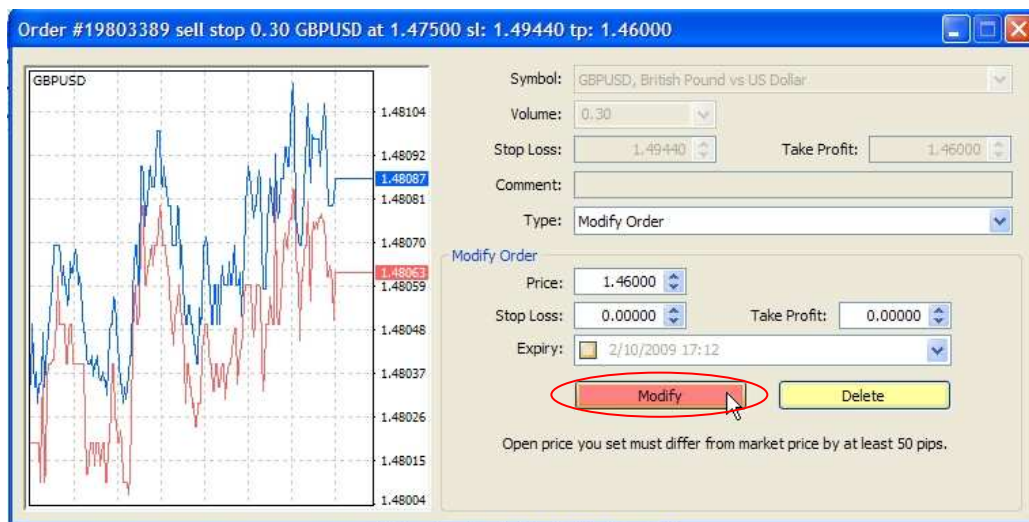 Order #19803389 sell stop 0.30 GBPUSD at 1.47500 sl: 1.49440 tp: 1.46000
GBPUSD
1.48104
1.48092
1.48087
1.48081
1.48070
1.48063
1.48059
1.48048
1.48037
1.48026
1.48015
1.48004
Symbol: GBPUSD, British Pound vs US Dollar
Volume: 0.30
Stop Loss: 1.49440 Take Profit: 1.46000
Comment:
Type: Modify Order
Modify Order
Price: 1.46000
Stop Loss: 0.00000 Take Profit: 0.00000
Expiry: 2/10/2009 17:12
Modify Delete
Open price you set must differ from market price by at least 50 pips.